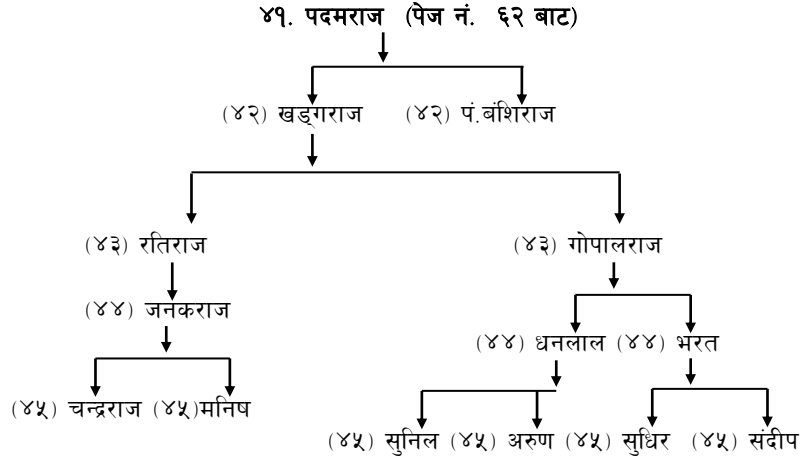 ४१. पदमराज (पेज नं. ६२ बाट)
(४२) खड्गराज (४२) पं.बंशिराज
(४३) रतिराज (४३) गोपालराज
(४४) जनकराज
(४४) धनलाल (४४) भरत
(४५) चन्द्रराज (४५)मनिष
(४५) सुनिल (४५) अरुण (४५) सुधिर (४५) संदीप